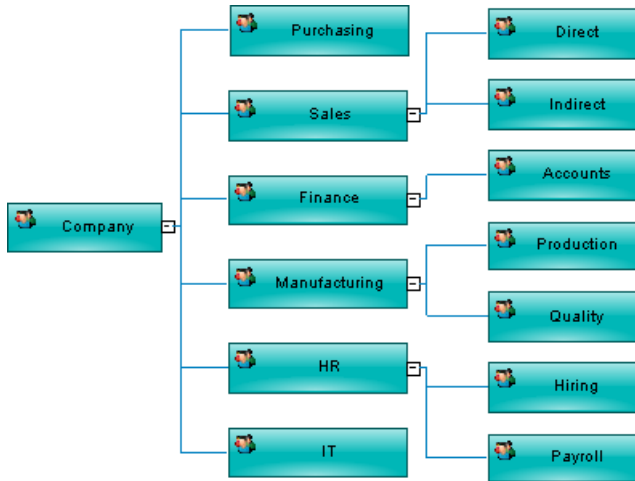 Company
Purchasing
Sales
Direct
Indirect
Finance
Accounts
Manufacturing
Production
Quality
HR
Hiring
Payroll
IT